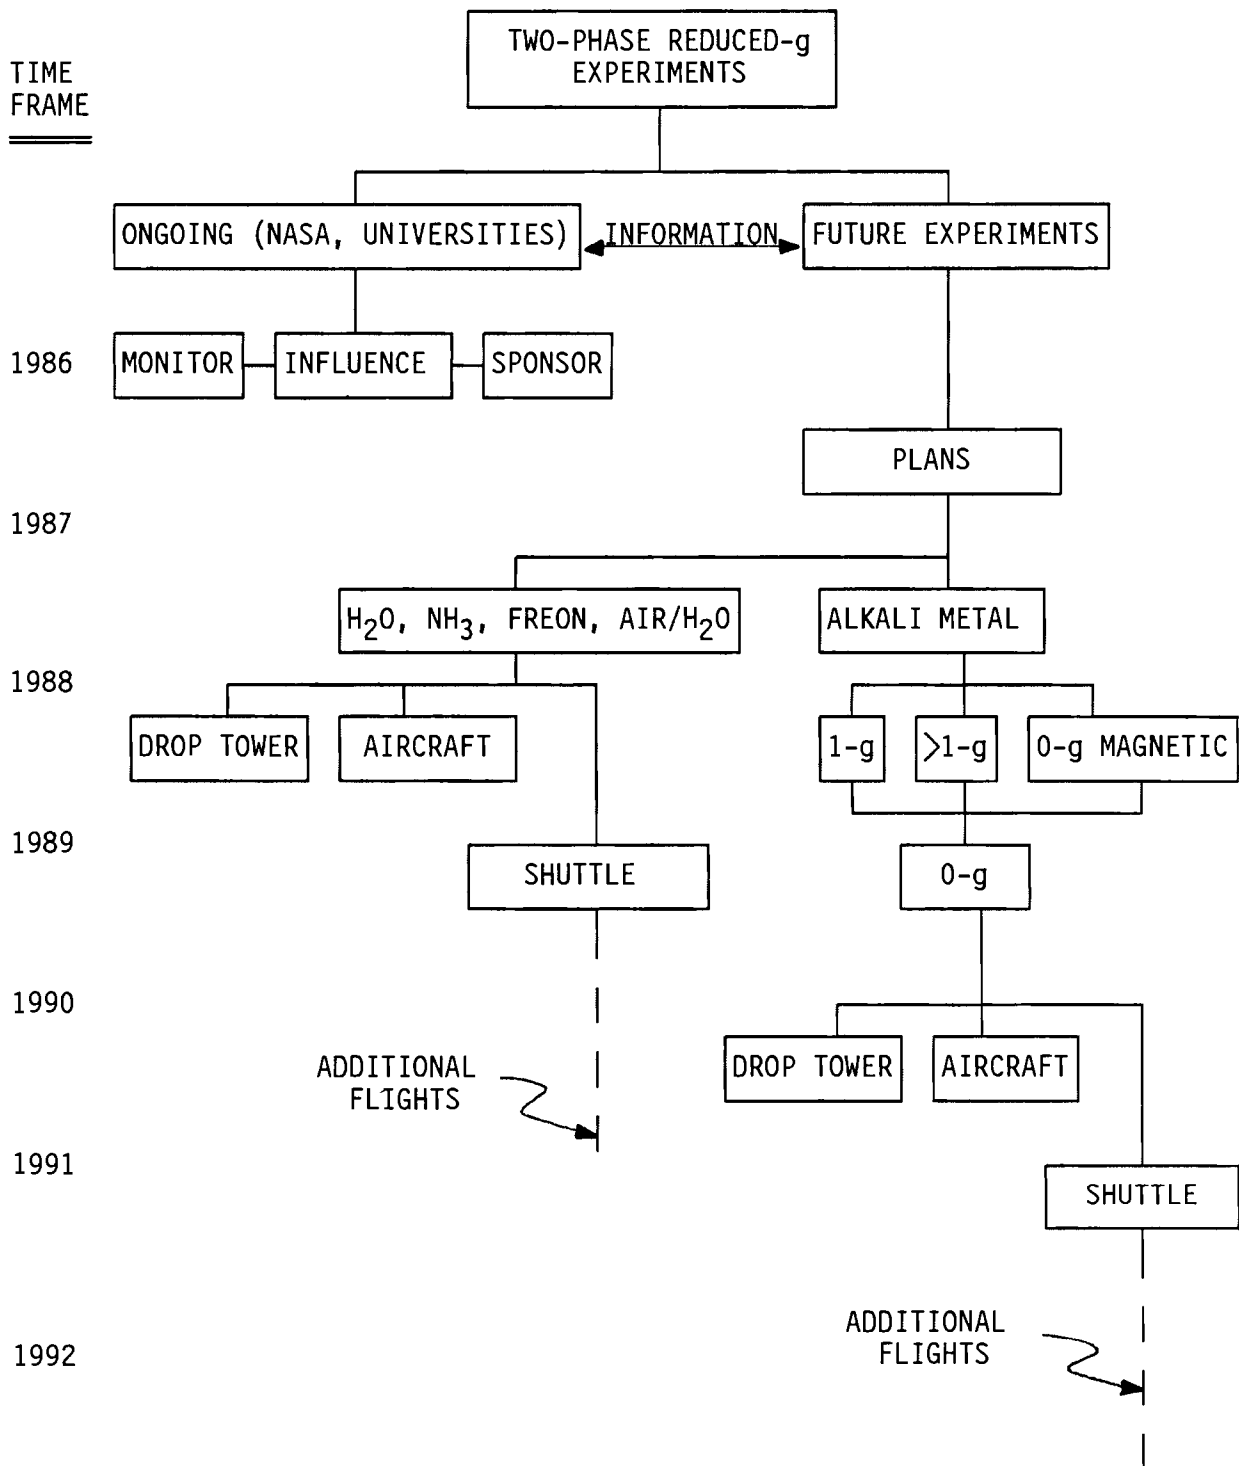 TWO-PHASE REDUCED-g
EXPERIMENTS
TIME
FRAME
ONGOING (NASA, UNIVERSITIES)
INFORMATION
FUTURE EXPERIMENTS
1986
MONITOR
INFLUENCE
SPONSOR
PLANS
1987
H₂O, NH₃, FREON, AIR/H₂O
ALKALI METAL
1988
DROP TOWER
AIRCRAFT
1-g
>1-g
0-g MAGNETIC
1989
SHUTTLE
0-g
1990
DROP TOWER
AIRCRAFT
ADDITIONAL
FLIGHTS
1991
SHUTTLE
ADDITIONAL
FLIGHTS
1992